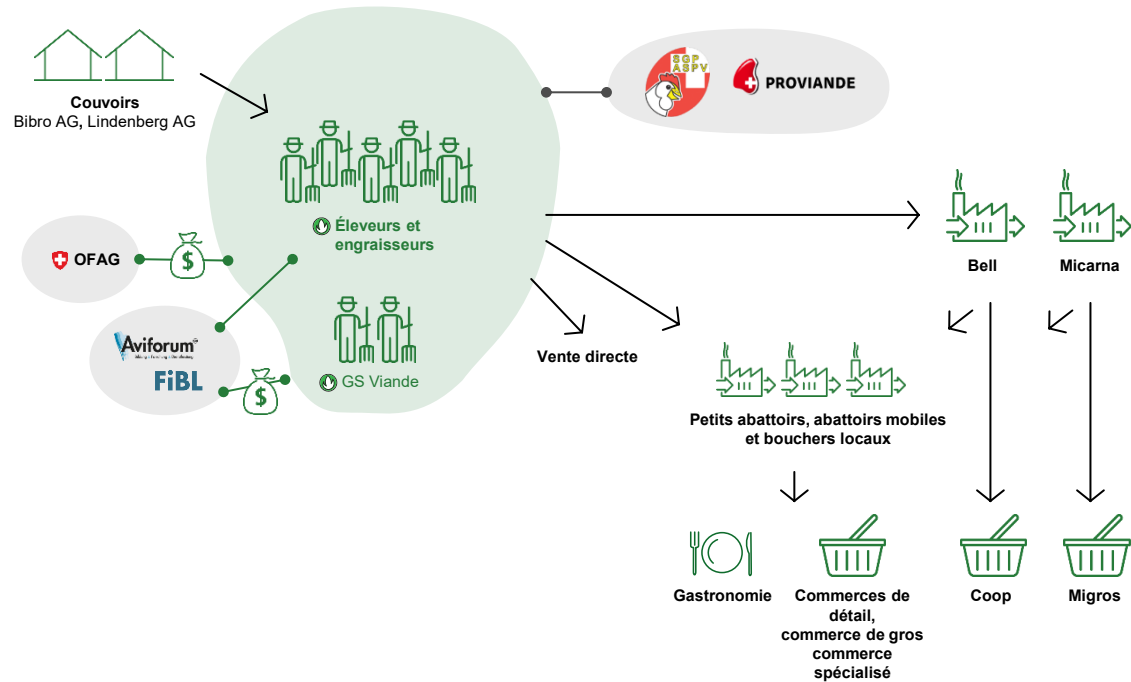 Couvoirs
Bibro AG, Lindenberg AG
SGP
ASPV
PROVIANDE
Éleveurs et
engraisseurs
OFAG
$
Aviforum
FiBL
$
GS Viande
Bell
Micarna
Vente directe
Petits abattoirs, abattoirs mobiles
et bouchers locaux
Gastronomie
Commerces de
détail,
commerce de gros
commerce
spécialisé
Coop
Migros